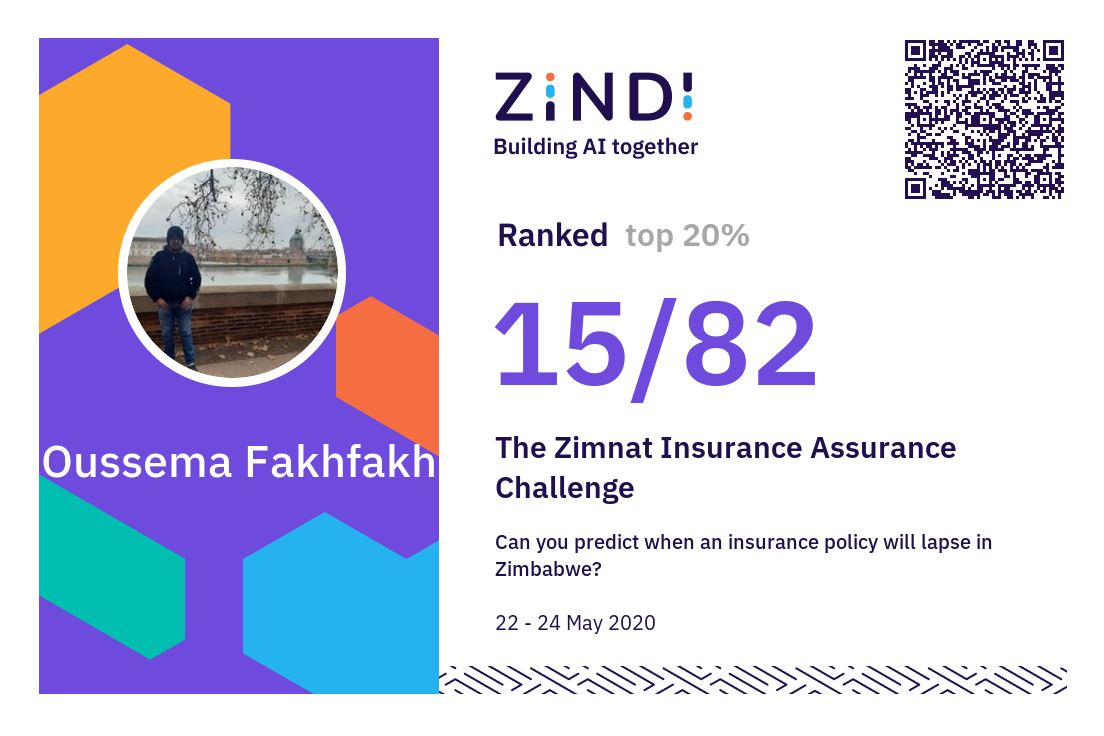 ZiND!
Building AI together
Ranked top 20%
15/82
Oussema Fakhfakh
The Zimnat Insurance Assurance
Challenge
Can you predict when an insurance policy will lapse in
Zimbabwe?
22 - 24 May 2020